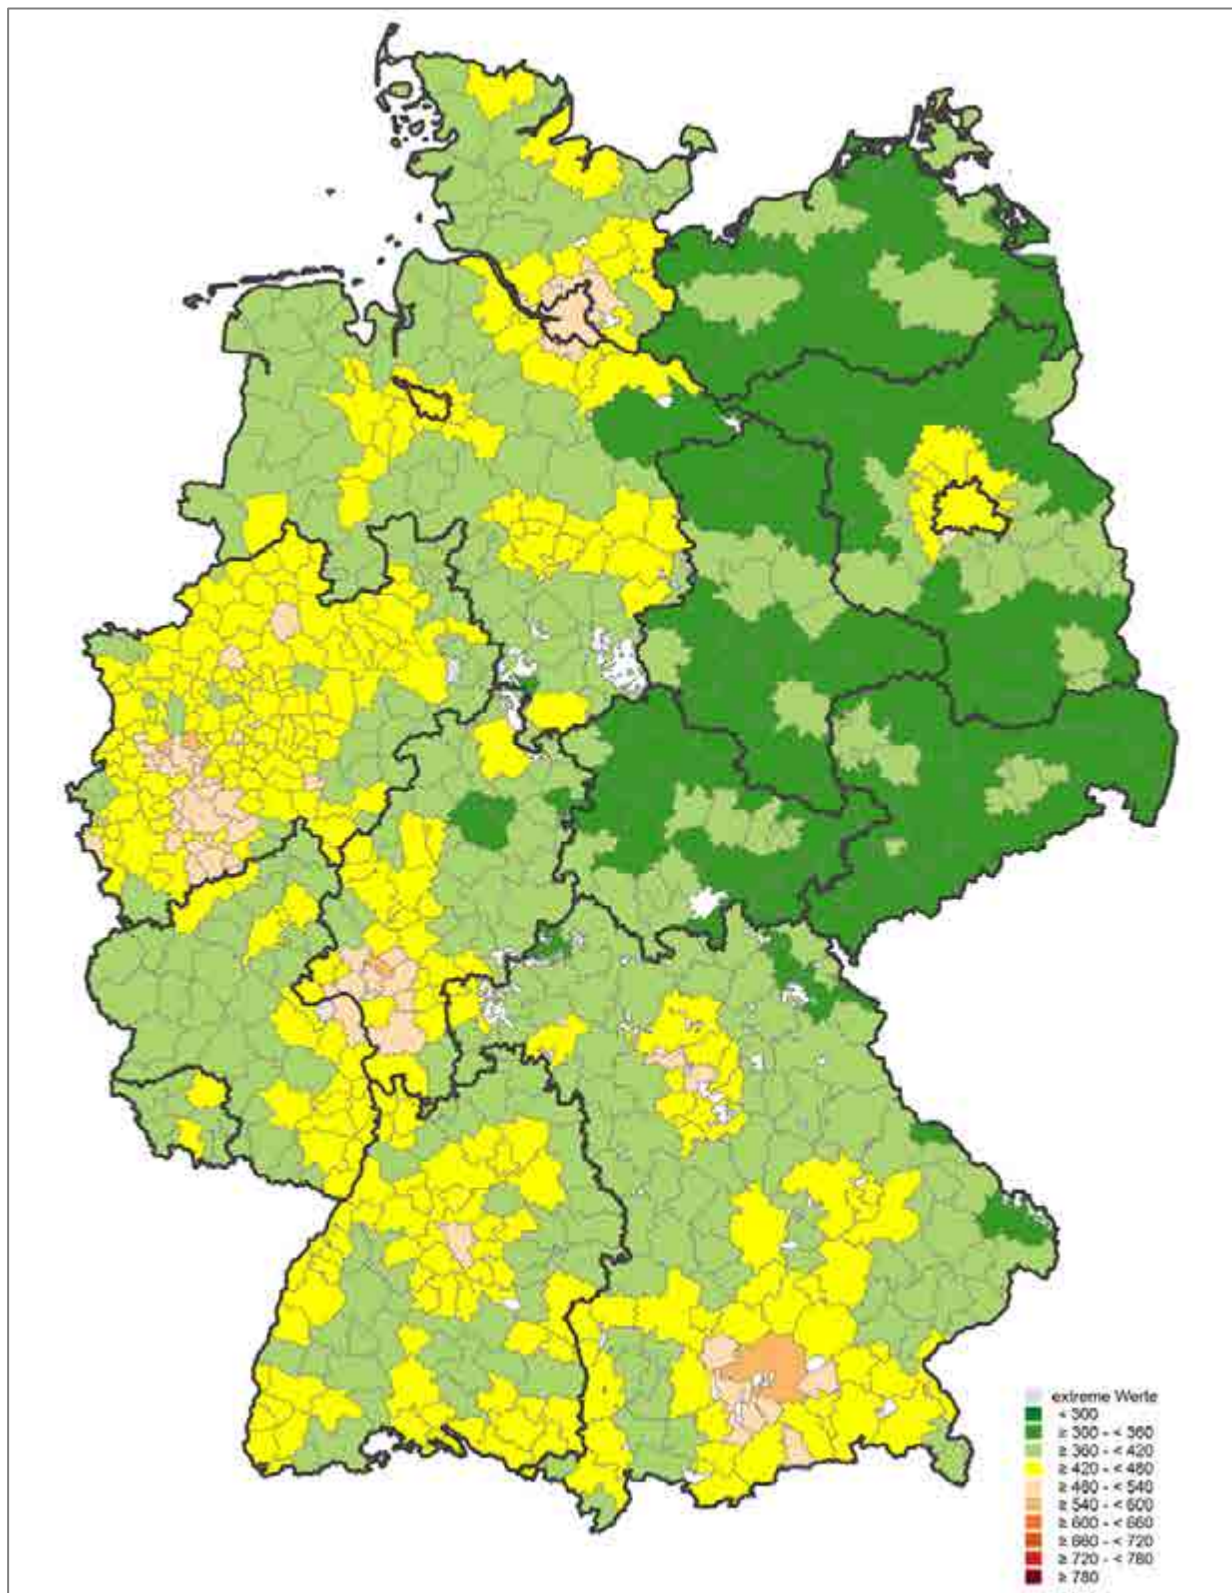 extreme Werte
< 300
≥ 300 - < 360
≥ 360 - < 420
≥ 420 - < 480
≥ 480 - < 540
≥ 540 - < 600
≥ 600 - < 660
≥ 660 - < 720
≥ 720 - < 780
≥ 780